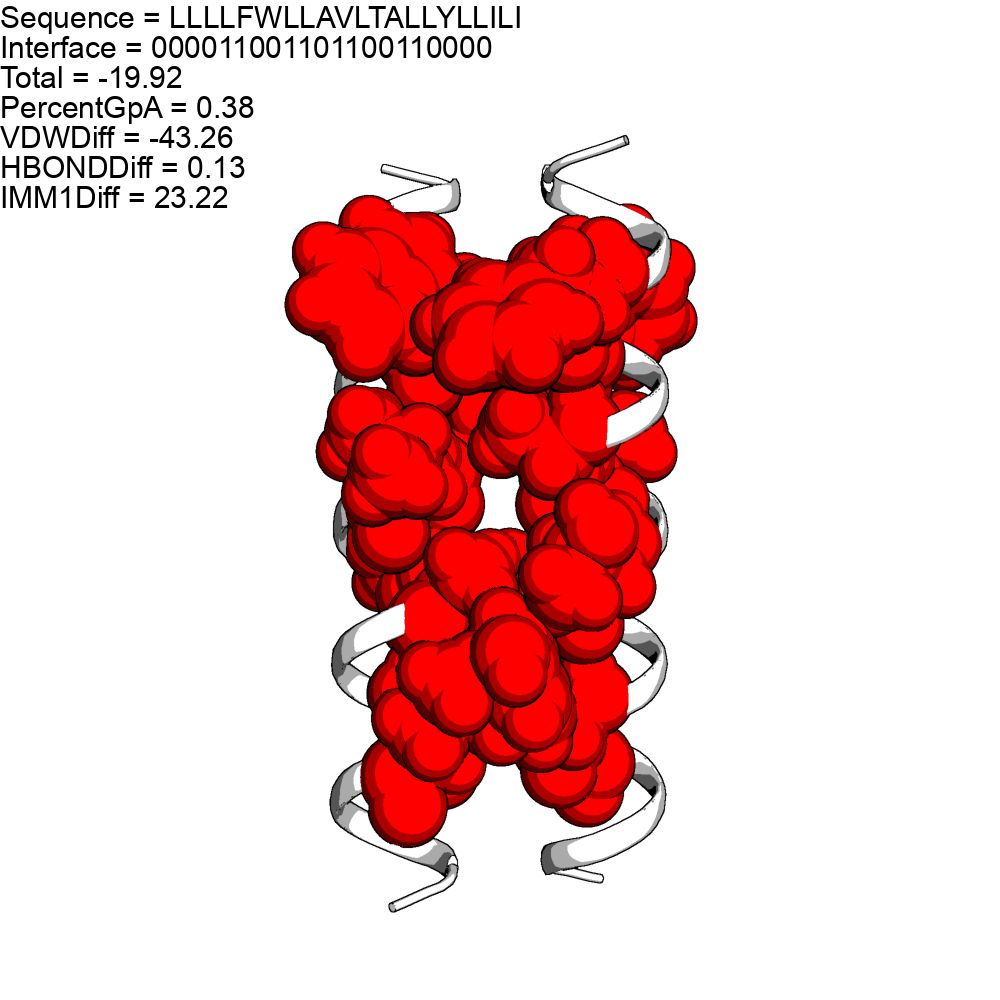 Sequence = LLLLFWLLAVLTALLYLLILI
Interface = 000011001101100110000
Total = -19.92
PercentGpA = 0.38
VDWDiff = -43.26
HBONDDiff = 0.13
IMM1Diff = 23.22